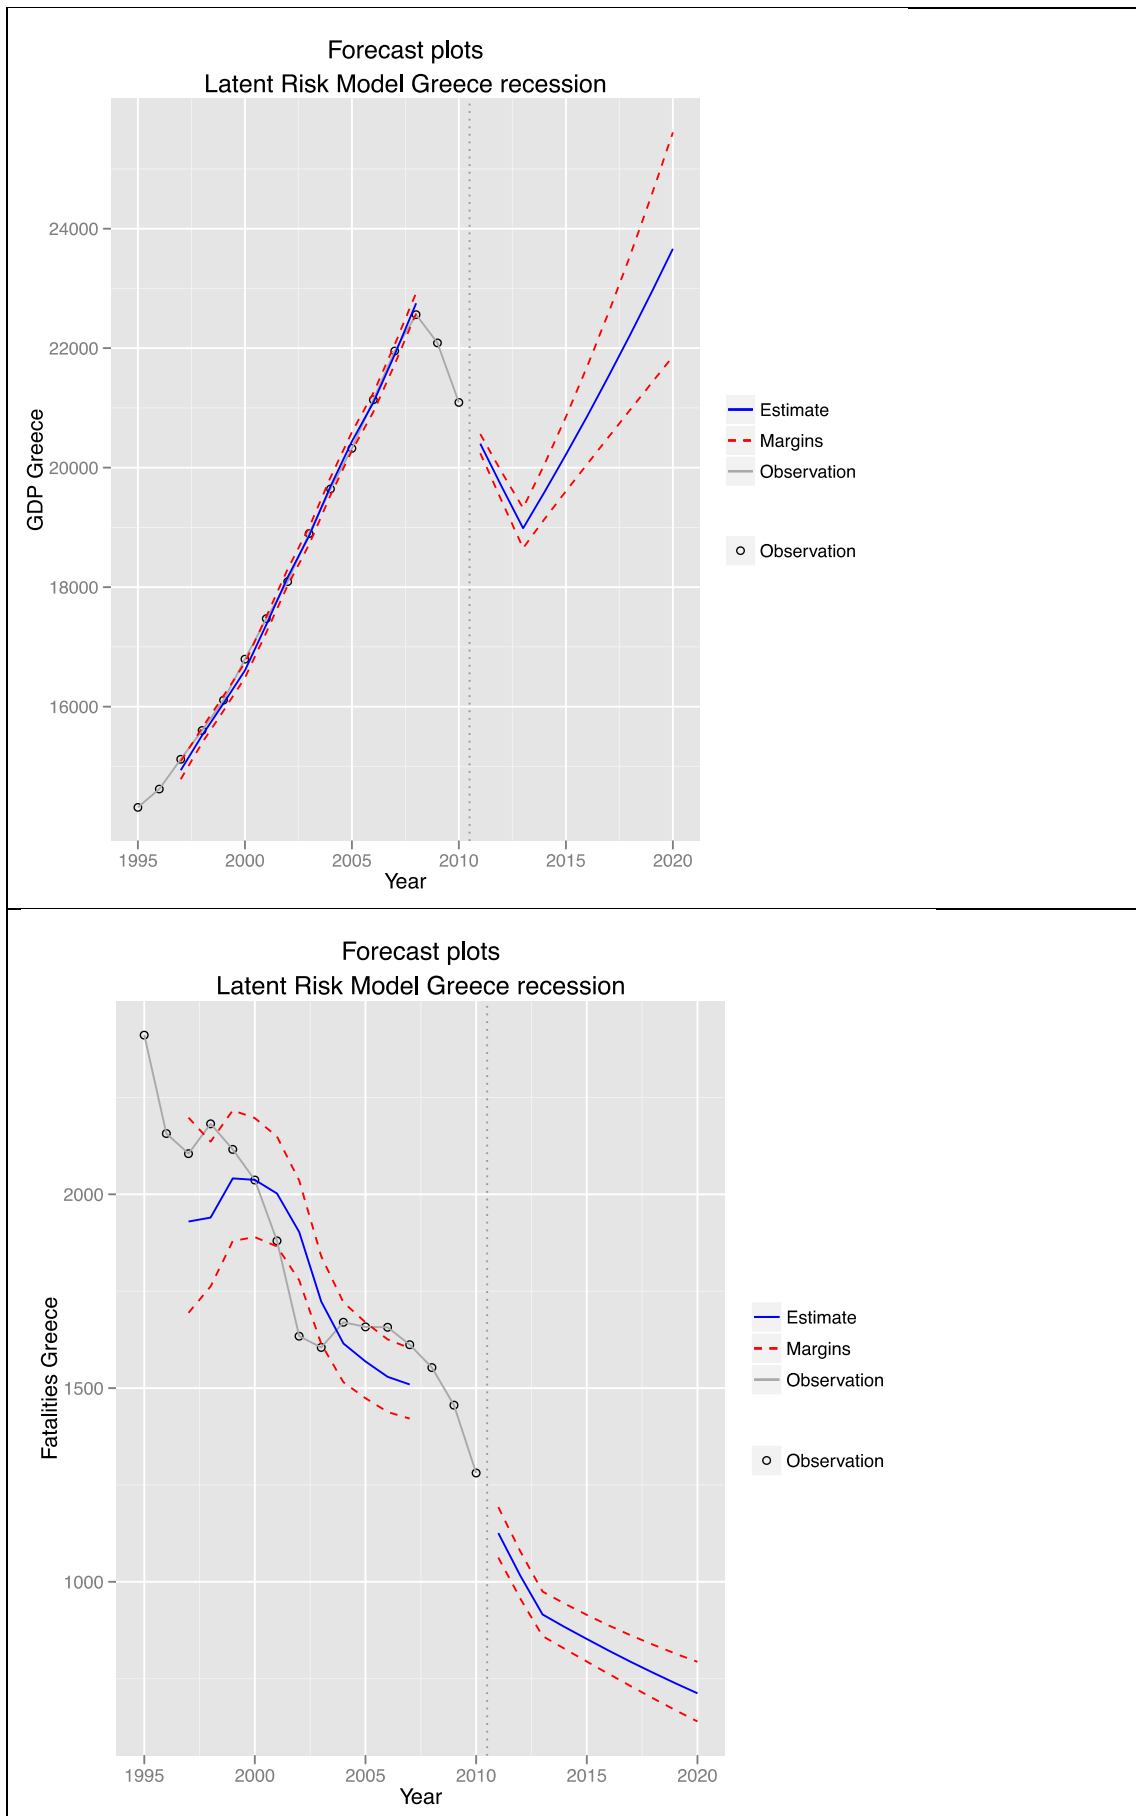 Forecast plots
Latent Risk Model Greece recession
24000
22000
20000
18000
16000
GDP Greece
1995 2000 2005 2010 2015 2020
Year
Estimate
Margins
Observation
Observation
Forecast plots
Latent Risk Model Greece recession
2000
1500
1000
Fatalities Greece
1995 2000 2005 2010 2015 2020
Year
Estimate
Margins
Observation
Observation